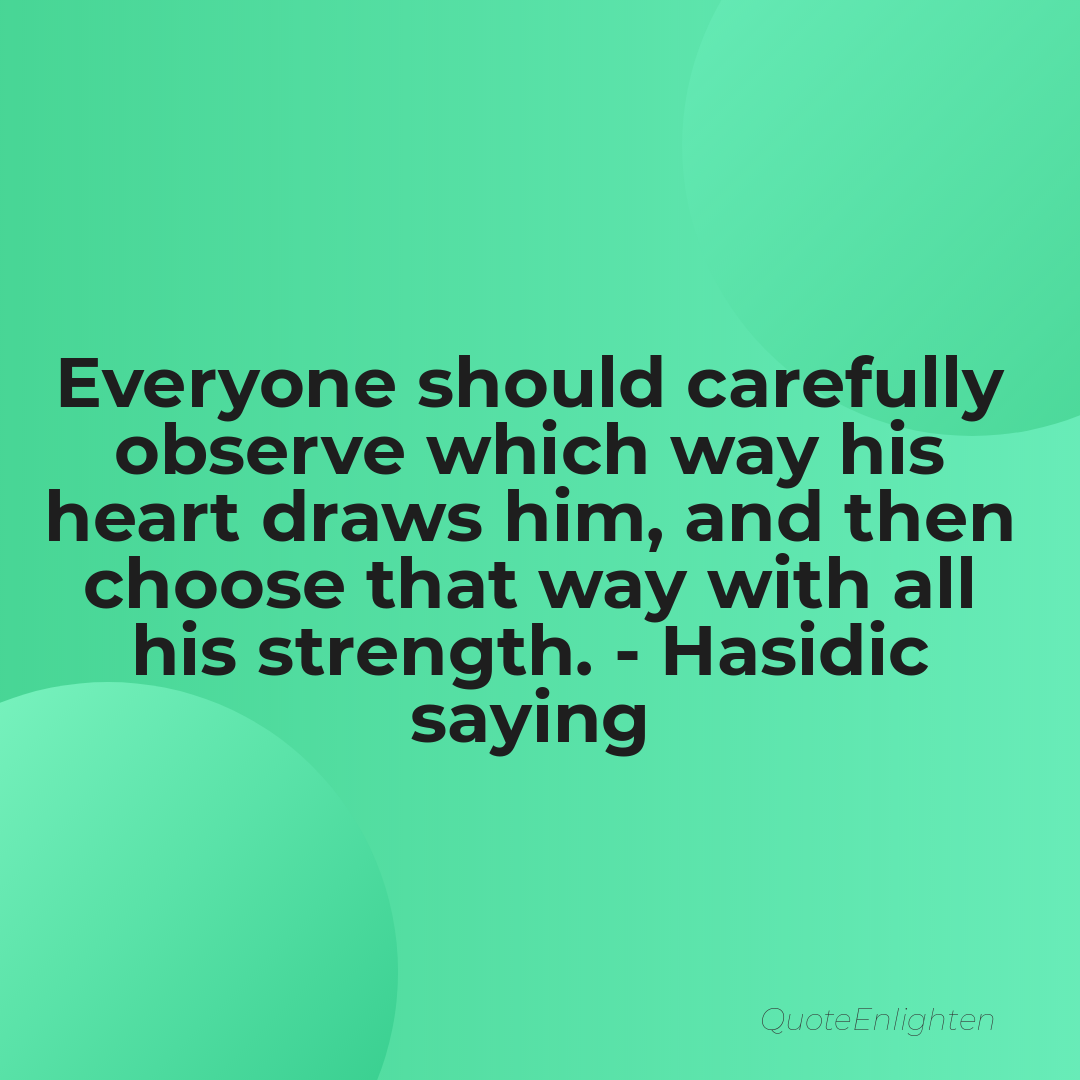 Everyone should carefully
observe which way his
heart draws him, and then
choose that way with all
his strength. - Hasidic
saying
QuoteEnlighten